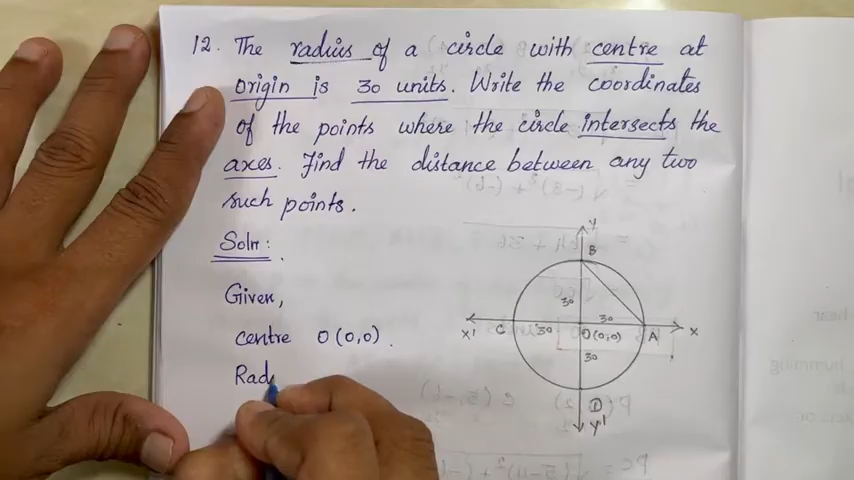 12. The radius of a circle with centre at
origin is 30 units. Write the coordinates
of the points where the circle intersects the
axes. Find the distance between any two
such points.
Soln:
Given,
centre O(0,0).
Rad
Y
B
30
30
X'
C
30
O(0,0)
A
X
30
D
Y'